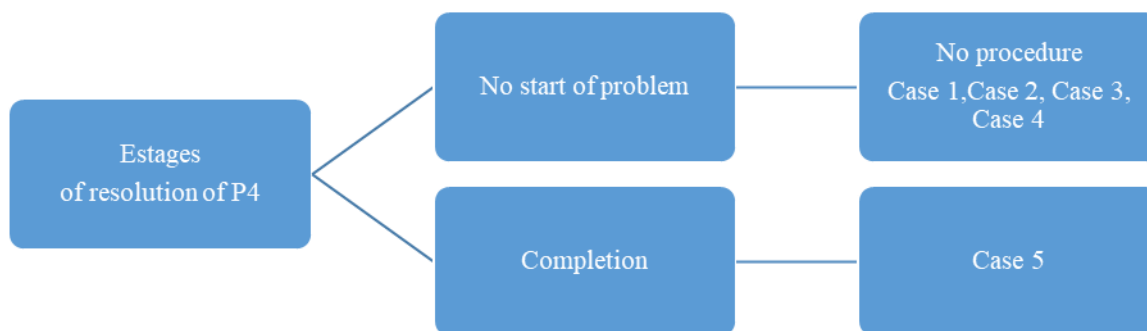 Estages
of resolution of P4
No start of problem
No procedure
Case 1,Case 2, Case 3,
Case 4
Completion
Case 5